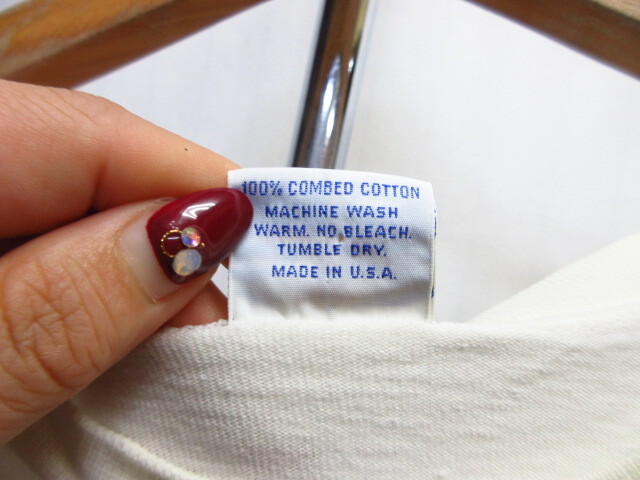 100% COMBED COTTON
MACHINE WASH
WARM. NO BLEACH.
TUMBLE DRY.
MADE IN U.S.A.